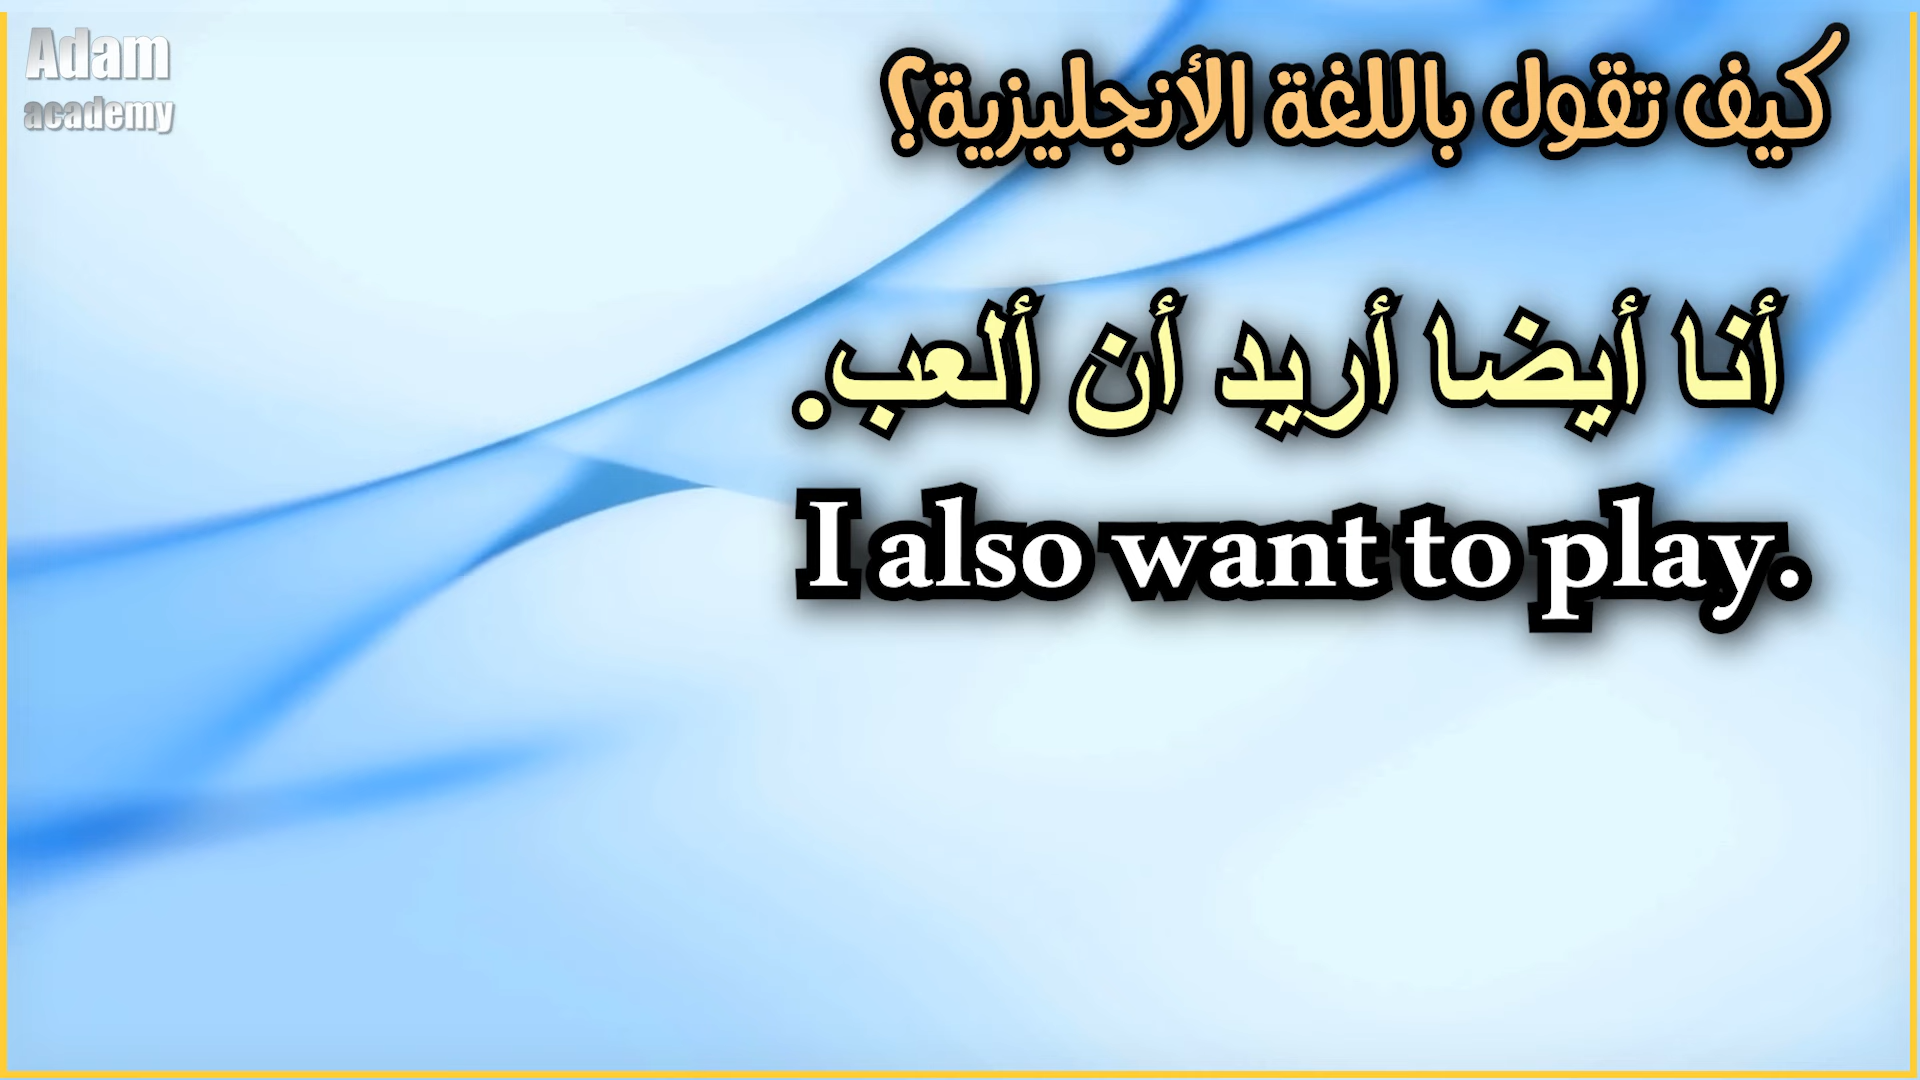 Adam
academy
كيف تقول باللغة الأنجليزية؟
أنا أيضا أريد أن ألعب.
I also want to play.